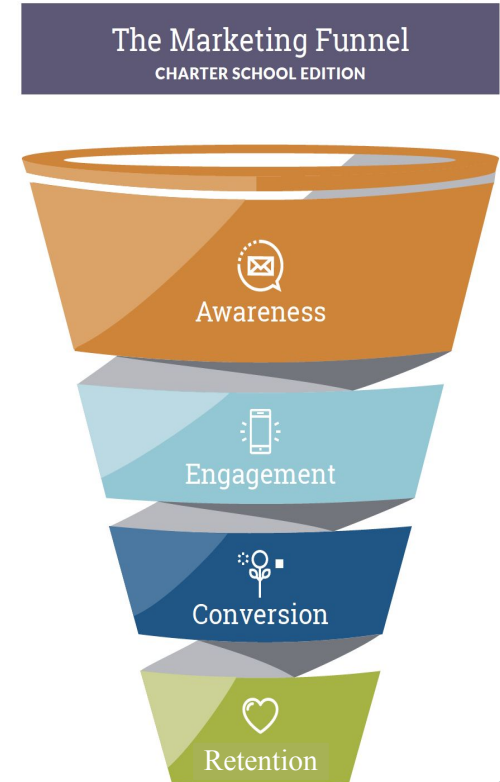 The Marketing Funnel
CHARTER SCHOOL EDITION
Awareness
Engagement
Conversion
Retention